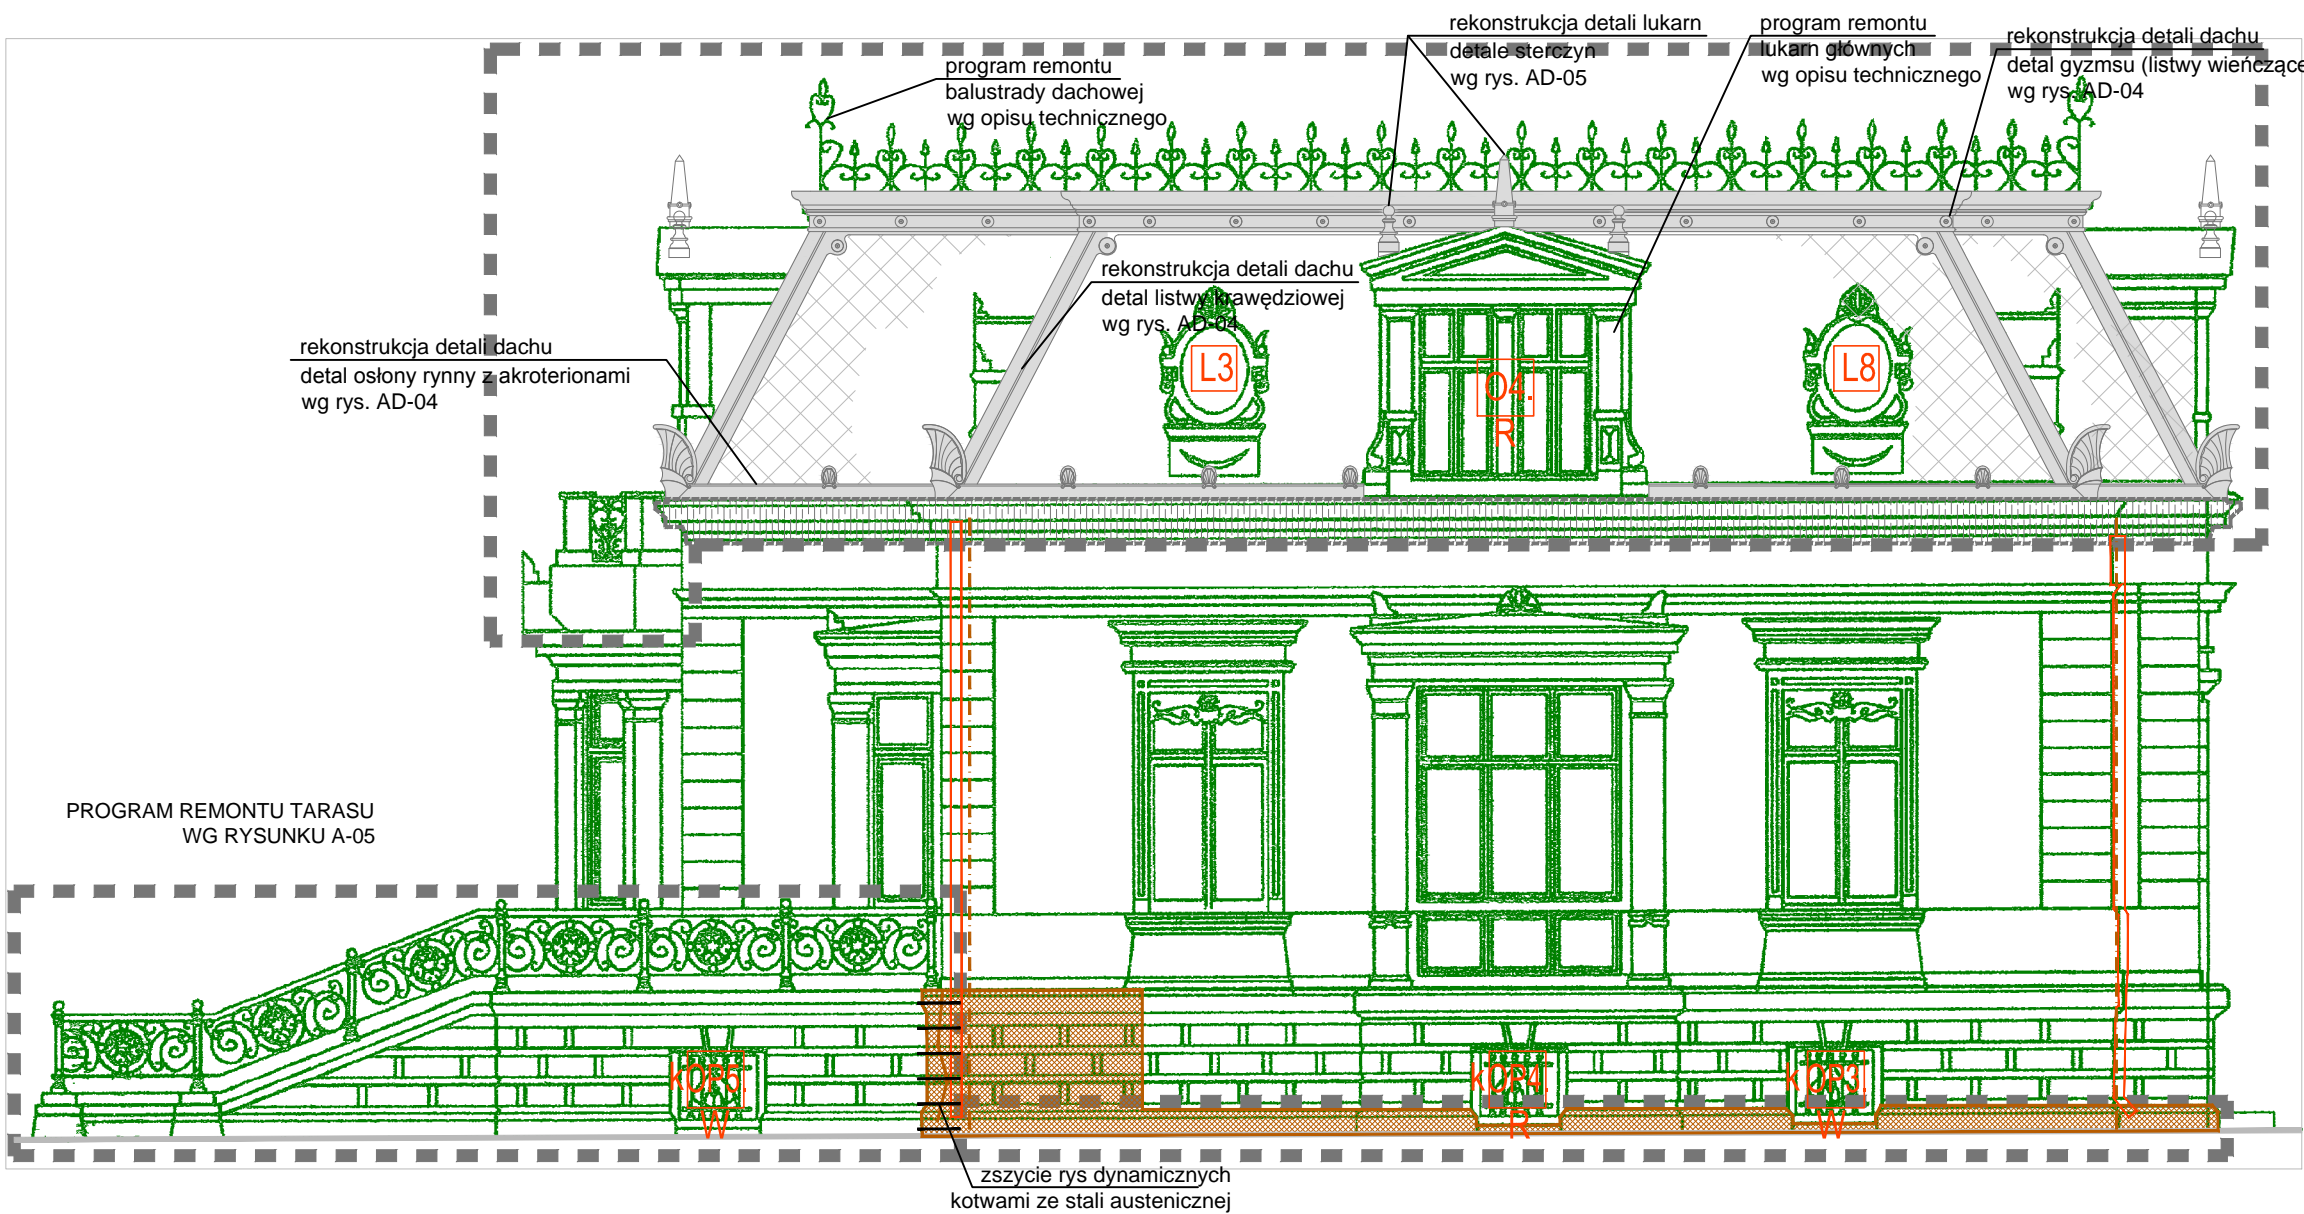 rekonstrukcja detali lukarn
detale sterczyn
wg rys. AD-05
program remontu
lukarn głównych
wg opisu technicznego
rekonstrukcja detali dachu
detal gyzmsu (listwy wieńczące
wg rys. AD-04
program remontu
balustrady dachowej
wg opisu technicznego
rekonstrukcja detali dachu
detal listwy krawędziowej
wg rys. AD-04
rekonstrukcja detali dachu
detal osłony rynny z akroterionami
wg rys. AD-04
L3
O4.
R
L8
PROGRAM REMONTU TARASU
WG RYSUNKU A-05
kOP5.
W
kOP4.
R
kOP3.
W
zszycie rys dynamicznych
kotwami ze stali austenicznej